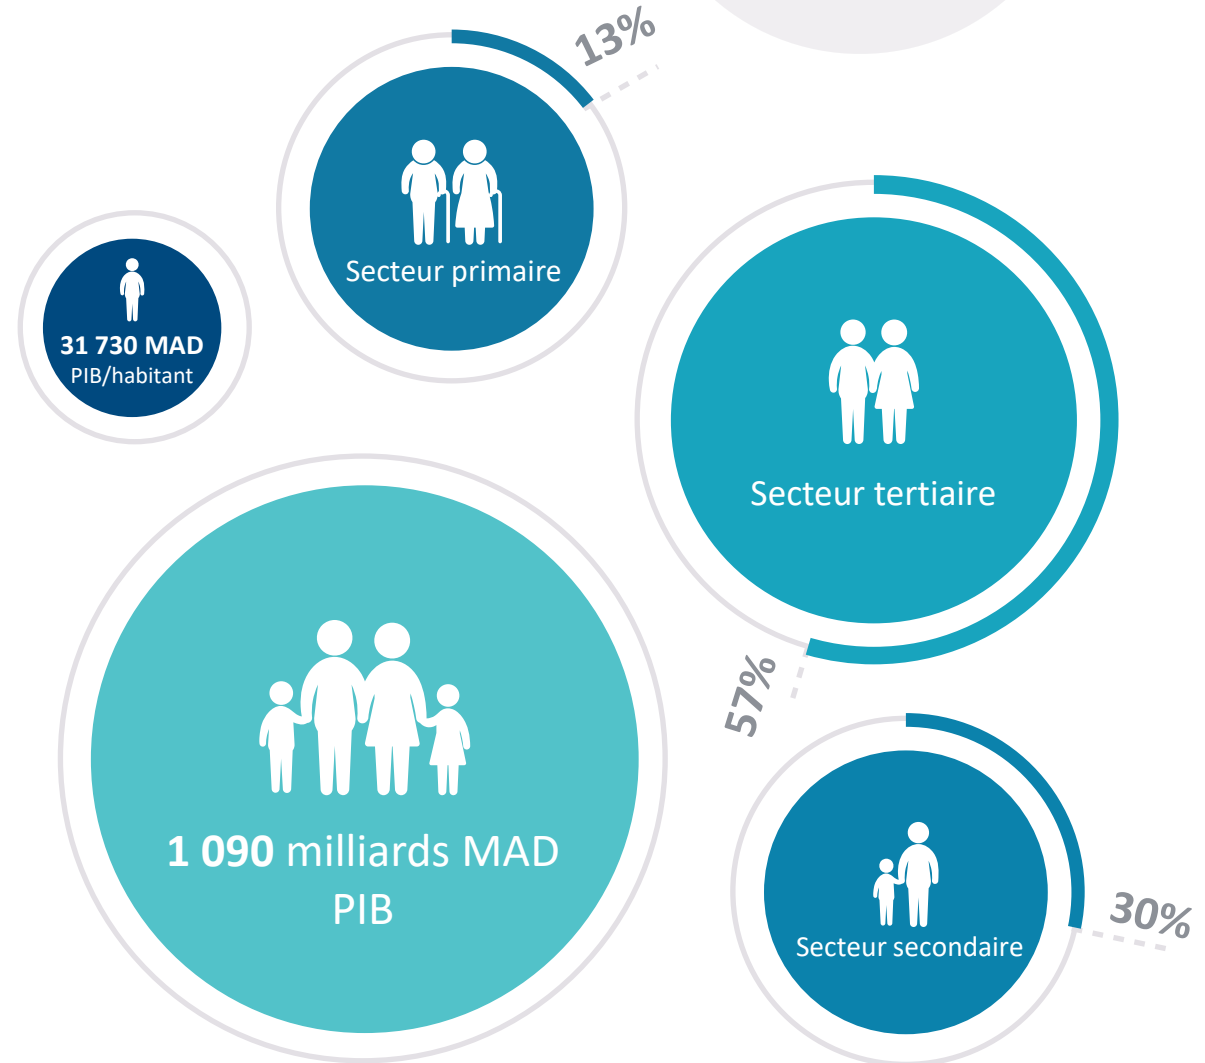 13%
Secteur primaire
31 730 MAD
PIB/habitant
Secteur tertiaire
57%
1 090 milliards MAD
PIB
30%
Secteur secondaire